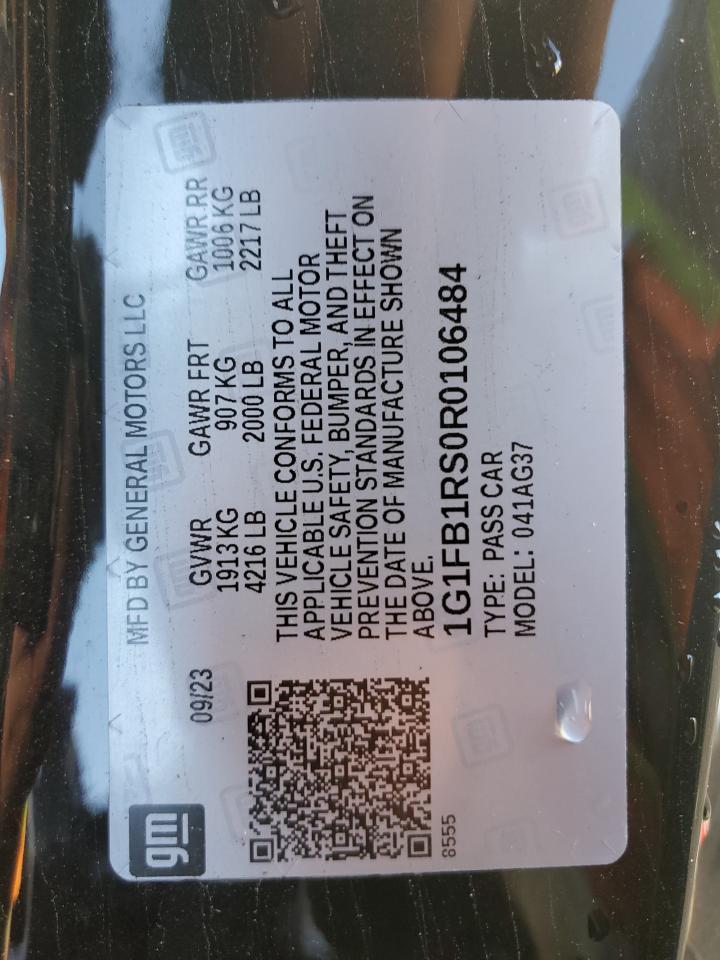 gm
MFD BY GENERAL MOTORS LLC
09/23
GVWR GAWR FRT GAWR RR
1913 KG 907 KG 1006 KG
4216 LB 2000 LB 2217 LB
THIS VEHICLE CONFORMS TO ALL
APPLICABLE U.S. FEDERAL MOTOR
VEHICLE SAFETY, BUMPER, AND THEFT
PREVENTION STANDARDS IN EFFECT ON
THE DATE OF MANUFACTURE SHOWN
ABOVE.
1G1FB1RS0R0106484
TYPE: PASS CAR
MODEL: 041AG37
8555